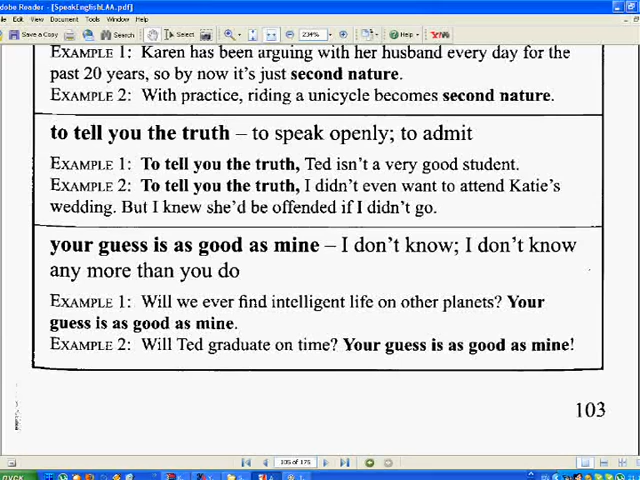 Adobe Reader - [SpeakEnglishLAA.pdf]
Edit View Document Tools Window Help
Save a Copy Search Select 234% Help
EXAMPLE 1: Karen has been arguing with her husband every day for the
past 20 years, so by now it's just second nature.
EXAMPLE 2: With practice, riding a unicycle becomes second nature.
to tell you the truth – to speak openly; to admit
EXAMPLE 1: To tell you the truth, Ted isn't a very good student.
EXAMPLE 2: To tell you the truth, I didn't even want to attend Katie's
wedding. But I knew she'd be offended if I didn't go.
your guess is as good as mine – I don't know; I don't know
any more than you do
EXAMPLE 1: Will we ever find intelligent life on other planets? Your
guess is as good as mine.
EXAMPLE 2: Will Ted graduate on time? Your guess is as good as mine!
103
105 of 175
пуск